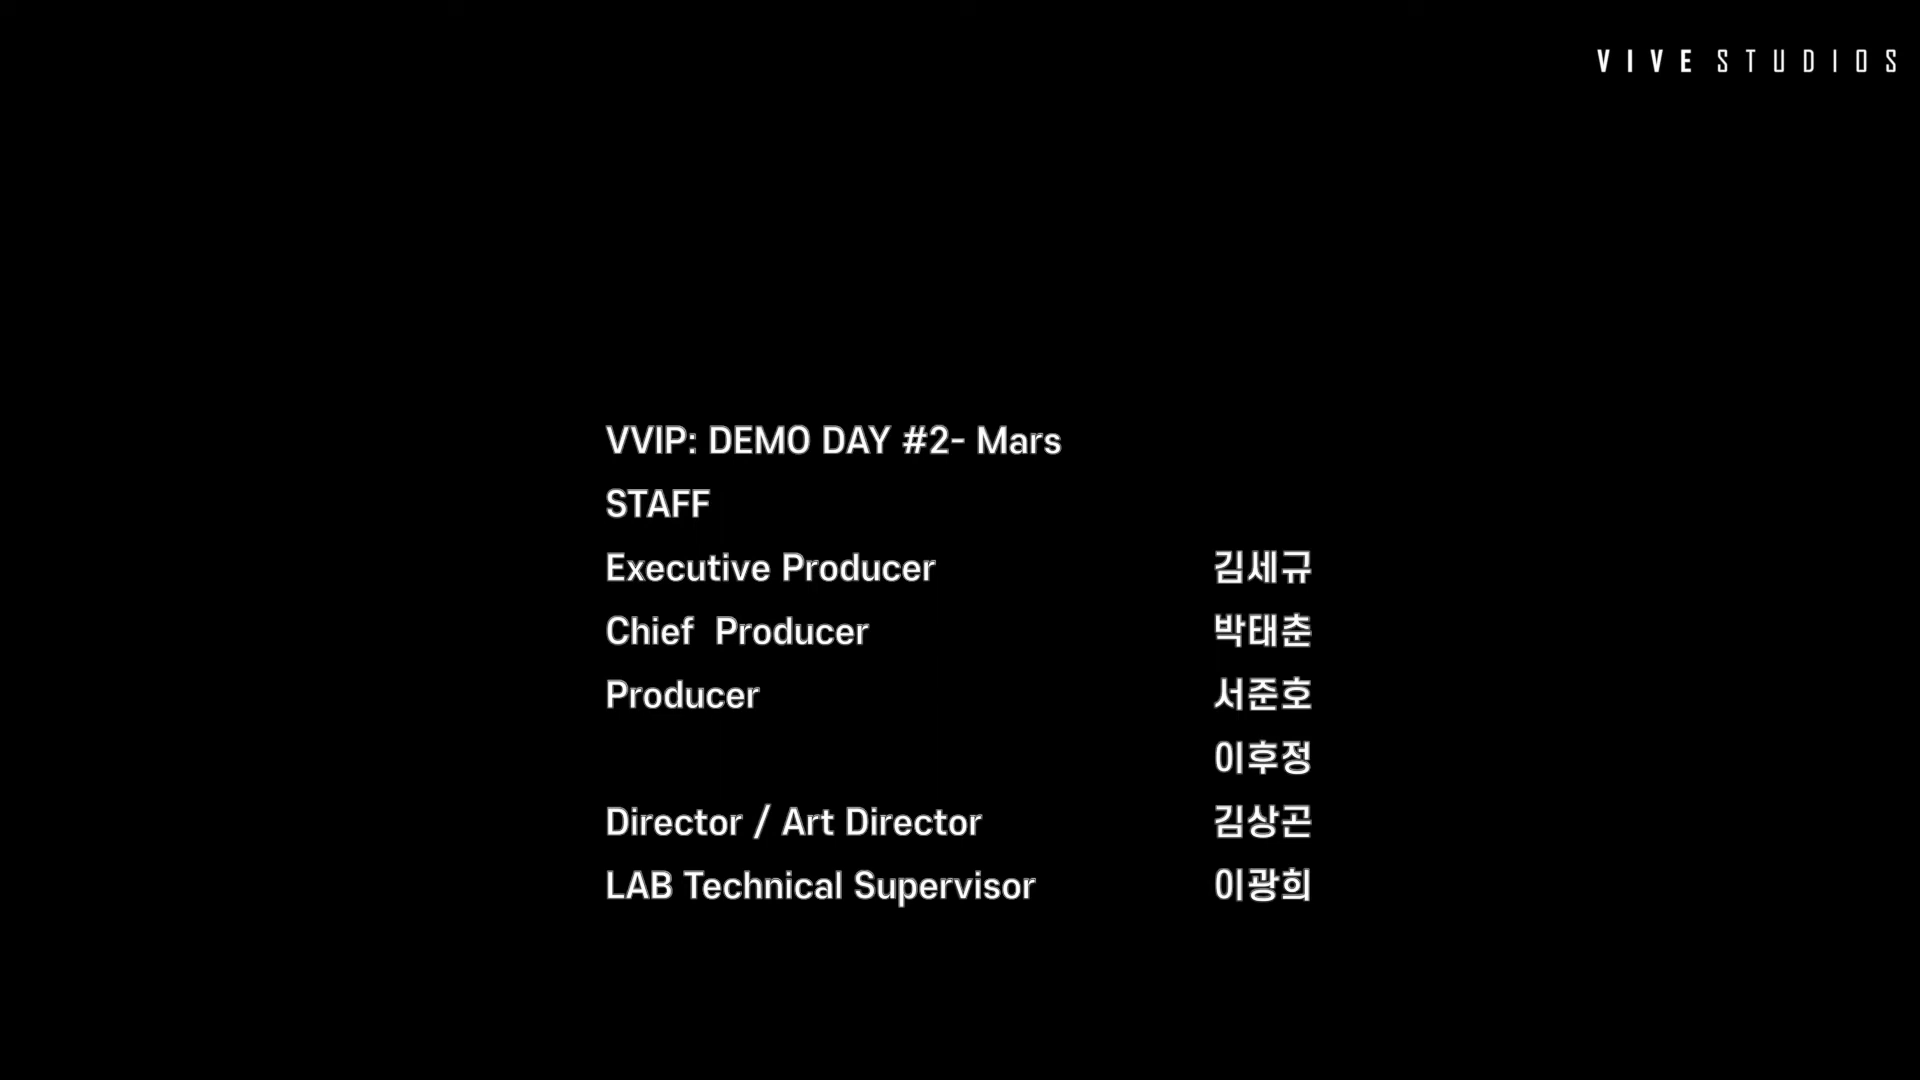 VIVE STUDIOS
VVIP: DEMO DAY #2- Mars
STAFF
Executive Producer 김세규
Chief  Producer 박태춘
Producer 서준호
이후정
Director / Art Director 김상곤
LAB Technical Supervisor 이광희